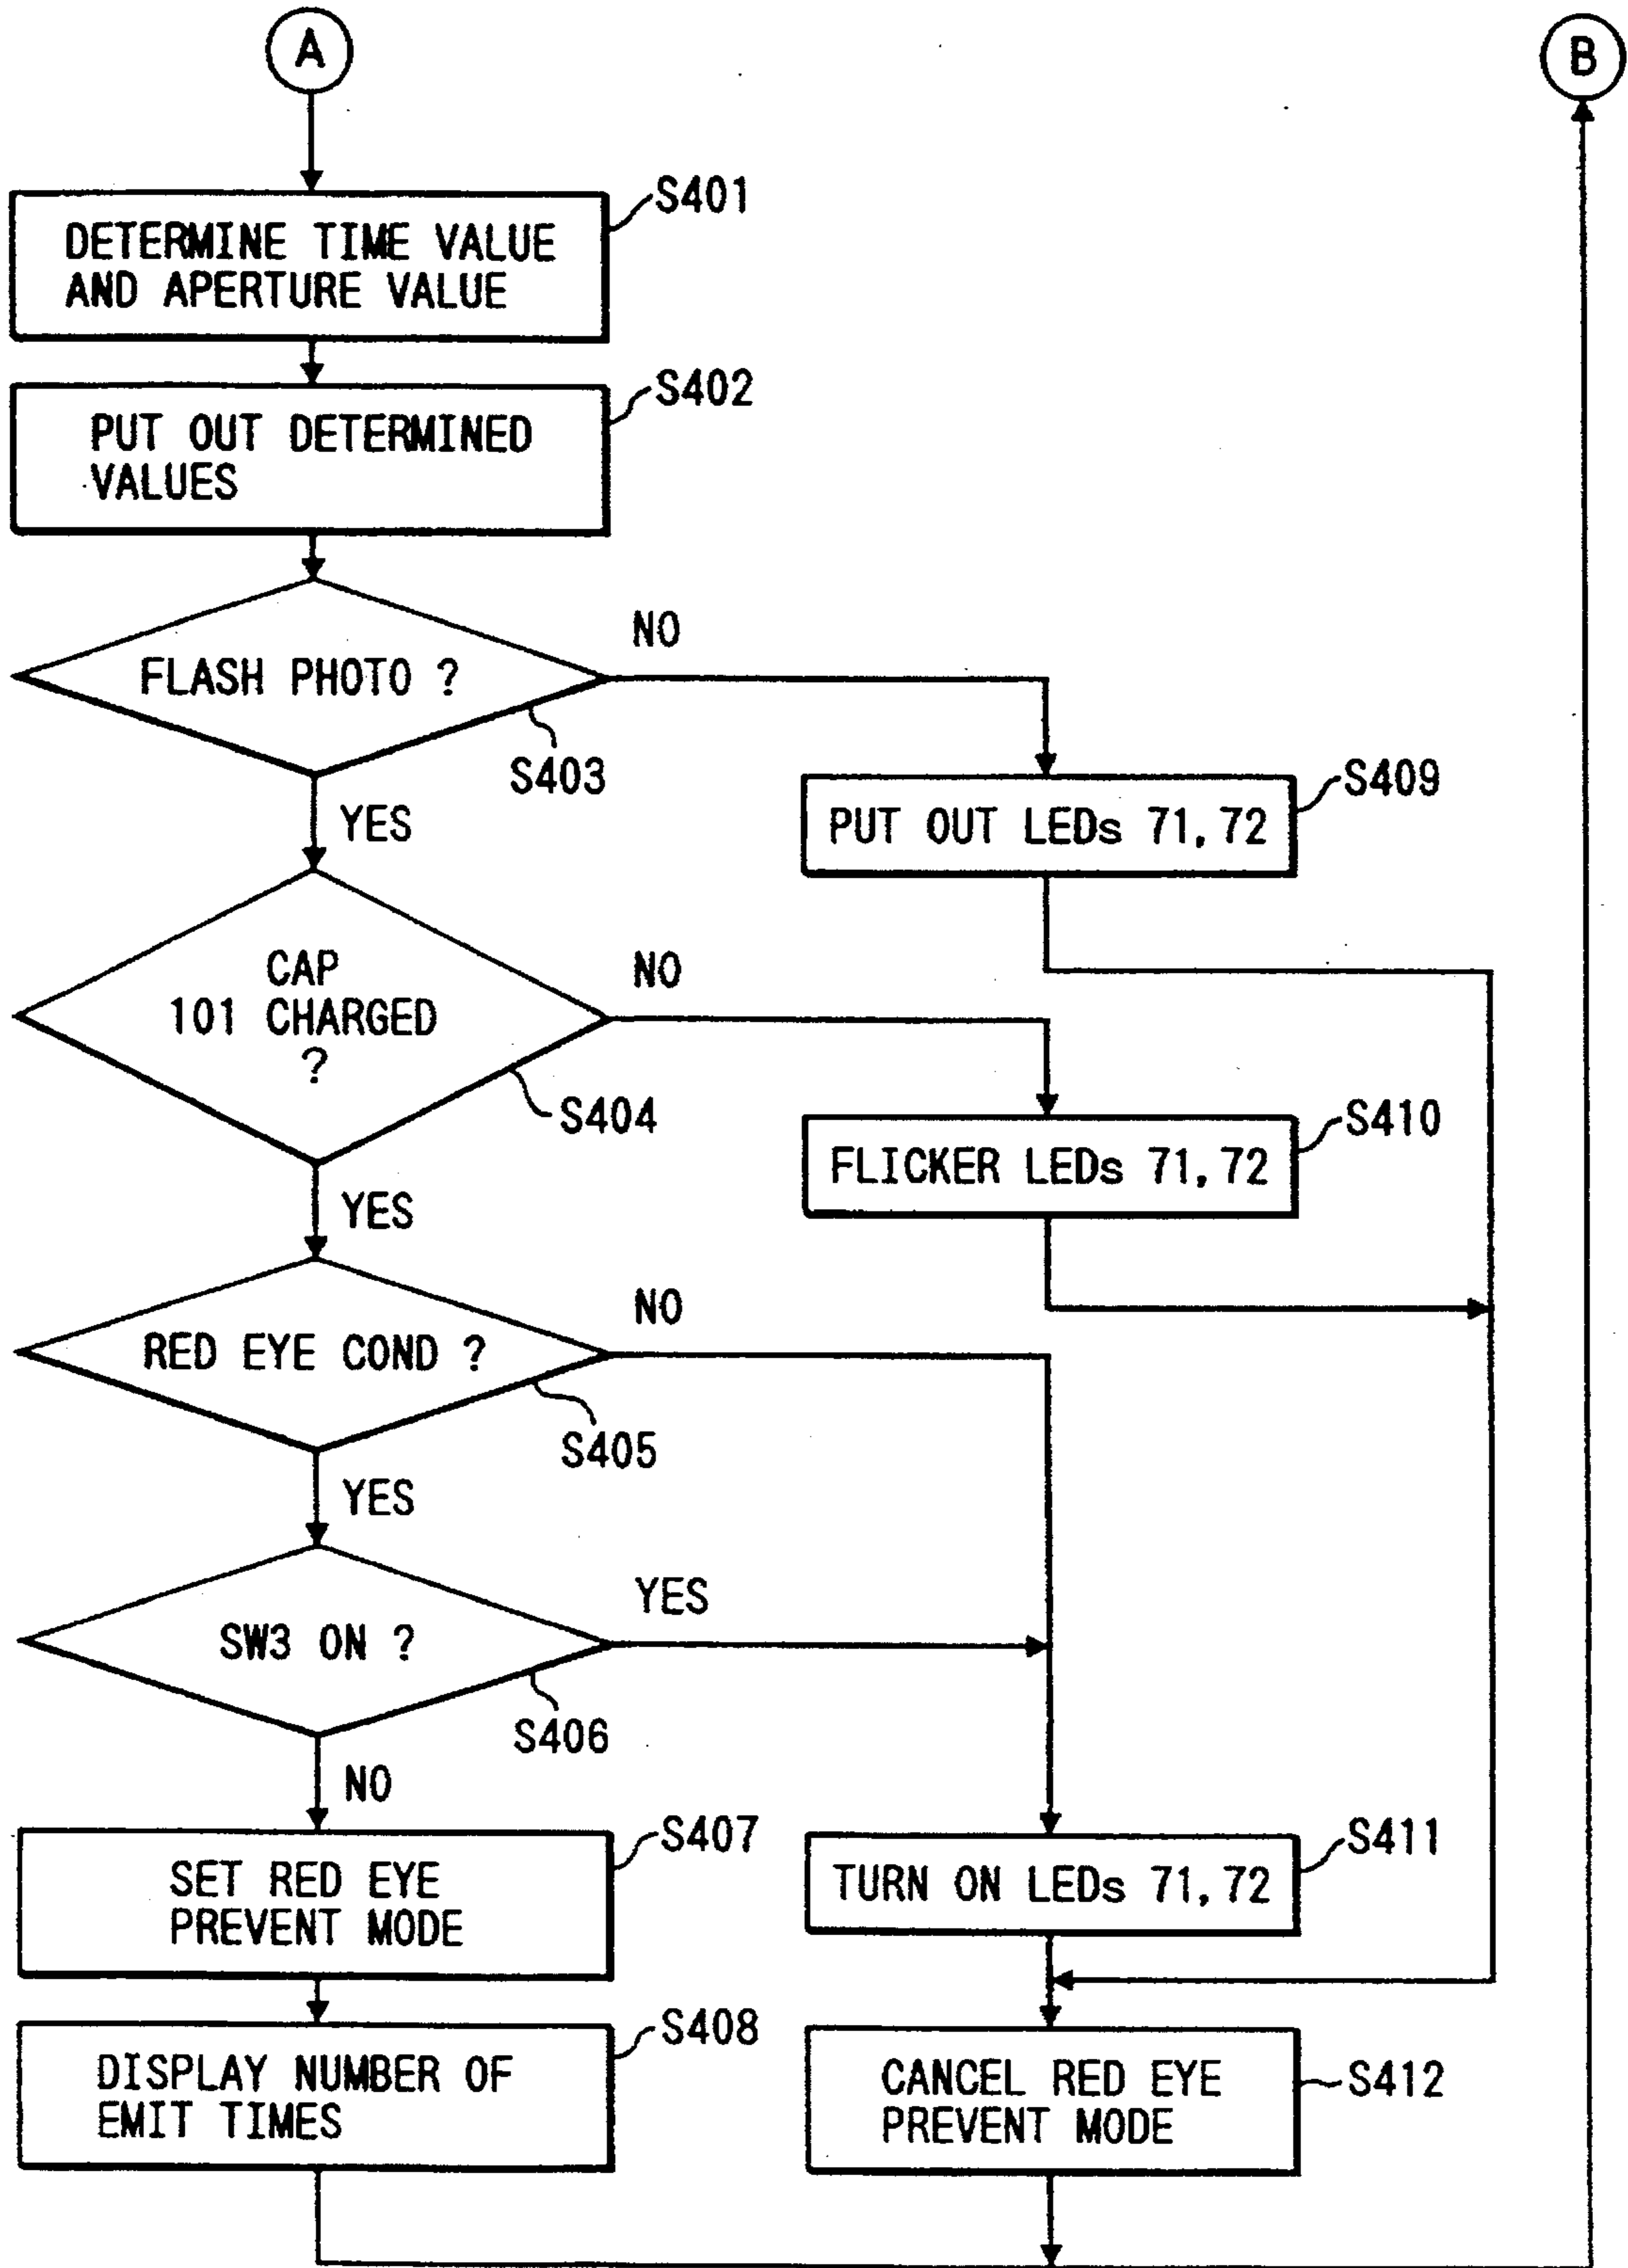 A
B
S401
DETERMINE TIME VALUE
AND APERTURE VALUE
S402
PUT OUT DETERMINED
VALUES
FLASH PHOTO ?
NO
S403
YES
S409
PUT OUT LEDs 71, 72
CAP
101 CHARGED
?
NO
S404
YES
S410
FLICKER LEDs 71, 72
RED EYE COND ?
NO
S405
YES
SW3 ON ?
YES
S406
NO
S407
SET RED EYE
PREVENT MODE
S411
TURN ON LEDs 71, 72
S408
DISPLAY NUMBER OF
EMIT TIMES
S412
CANCEL RED EYE
PREVENT MODE